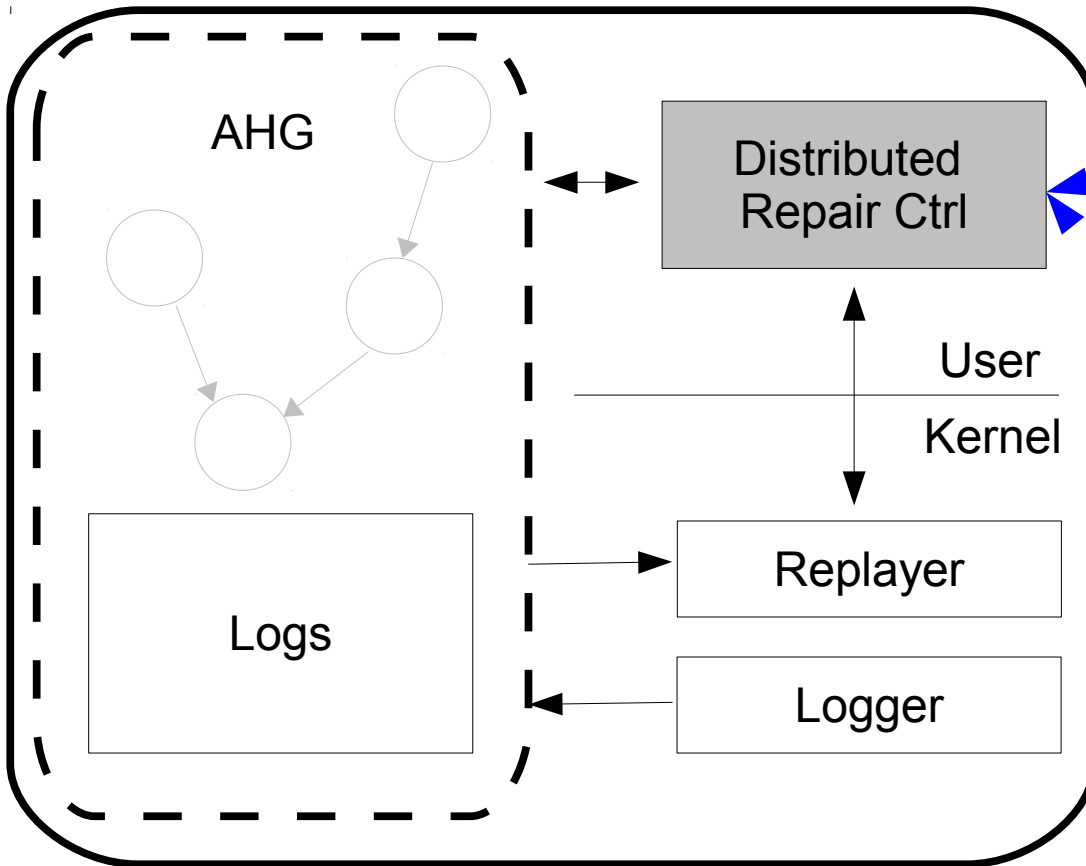 AHG
Distributed
Repair Ctrl
User
Kernel
Replayer
Logs
Logger